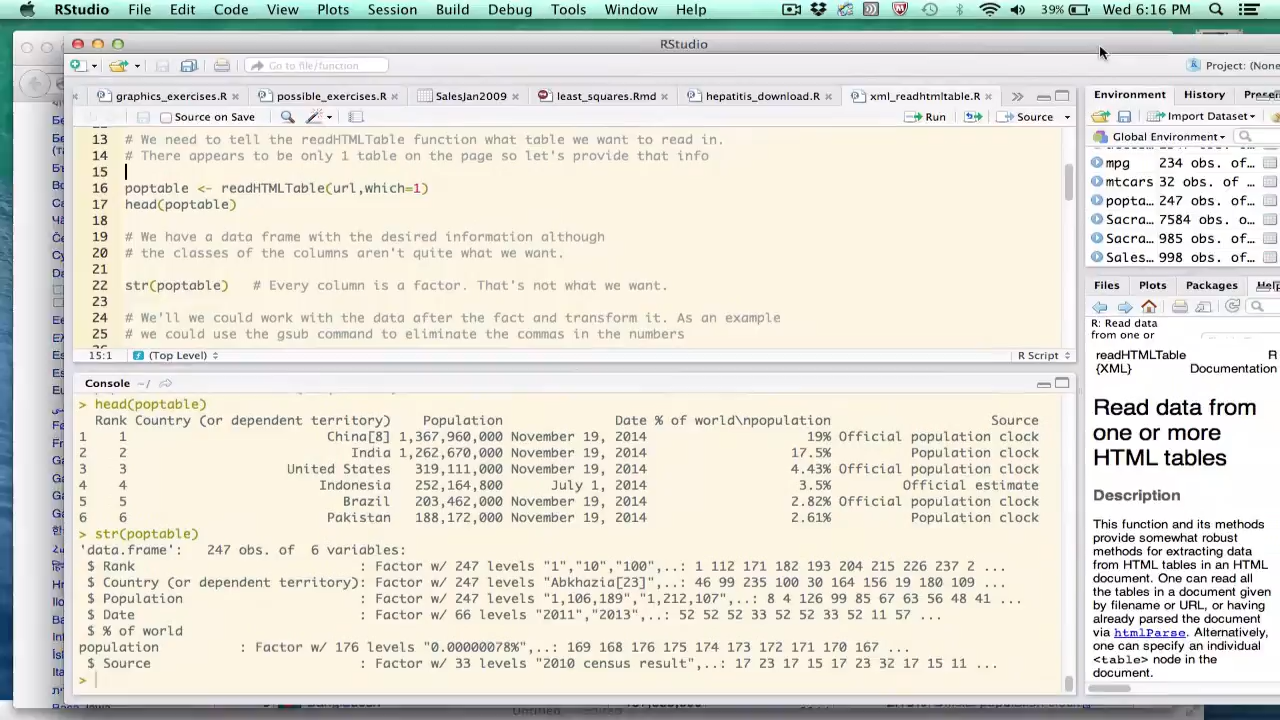 RStudio File Edit Code View Plots Session Build Debug Tools Window Help 39% Wed 6:16 PM
RStudio
Go to file/function
Project: (None
graphics_exercises.R possible_exercises.R SalesJan2009 least_squares.Rmd hepatitis_download.R xml_readhtmltable.R
Source on Save Run Source
13 # We need to tell the readHTMLTable function what table we want to read in.
14 # There appears to be only 1 table on the page so let's provide that info
15
16 poptable <- readHTMLTable(url,which=1)
17 head(poptable)
18
19 # We have a data frame with the desired information although
20 # the classes of the columns aren't quite what we want.
21
22 str(poptable) # Every column is a factor. That's not what we want.
23
24 # We'll we could work with the data after the fact and transform it. As an example
25 # we could use the gsub command to eliminate the commas in the numbers
15:1 (Top Level) R Script
Console ~/
> head(poptable)
Rank Country (or dependent territory) Population Date % of world\npopulation Source
1 1 China[8] 1,367,960,000 November 19, 2014 19% Official population clock
2 2 India 1,262,670,000 November 19, 2014 17.5% Population clock
3 3 United States 319,111,000 November 19, 2014 4.43% Official population clock
4 4 Indonesia 252,164,800 July 1, 2014 3.5% Official estimate
5 5 Brazil 203,462,000 November 19, 2014 2.82% Official population clock
6 6 Pakistan 188,172,000 November 19, 2014 2.61% Population clock
> str(poptable)
'data.frame': 247 obs. of 6 variables:
$ Rank : Factor w/ 247 levels "1","10","100",..: 1 112 171 182 193 204 215 226 237 2 ...
$ Country (or dependent territory): Factor w/ 247 levels "Abkhazia[23]",..: 46 99 235 100 30 164 156 19 180 109 ...
$ Population : Factor w/ 247 levels "1,106,189","1,212,107",..: 8 4 126 99 85 67 63 56 48 41 ...
$ Date : Factor w/ 66 levels "2011","2013",..: 52 52 52 33 52 52 33 52 11 57 ...
$ % of world
population : Factor w/ 176 levels "0.00000078%",..: 169 168 176 175 174 173 172 171 170 167 ...
$ Source : Factor w/ 33 levels "2010 census result",..: 17 23 17 15 17 23 32 17 15 11 ...
>
Environment History
Import Dataset
Global Environment
mpg 234 obs. of…
mtcars 32 obs. of …
popta… 247 obs. of…
Sacra… 7584 obs. o…
Sacra… 985 obs. of…
Sales… 998 obs. of…
Files Plots Packages
R: Read data
from one or
readHTMLTable R
{XML} Documentation
Read data from
one or more
HTML tables
Description
This function and its methods
provide somewhat robust
methods for extracting data
from HTML tables in an HTML
document. One can read all
the tables in a document given
by filename or URL, or having
already parsed the document
via htmlParse. Alternatively,
one can specify an individual
<table> node in the
document.